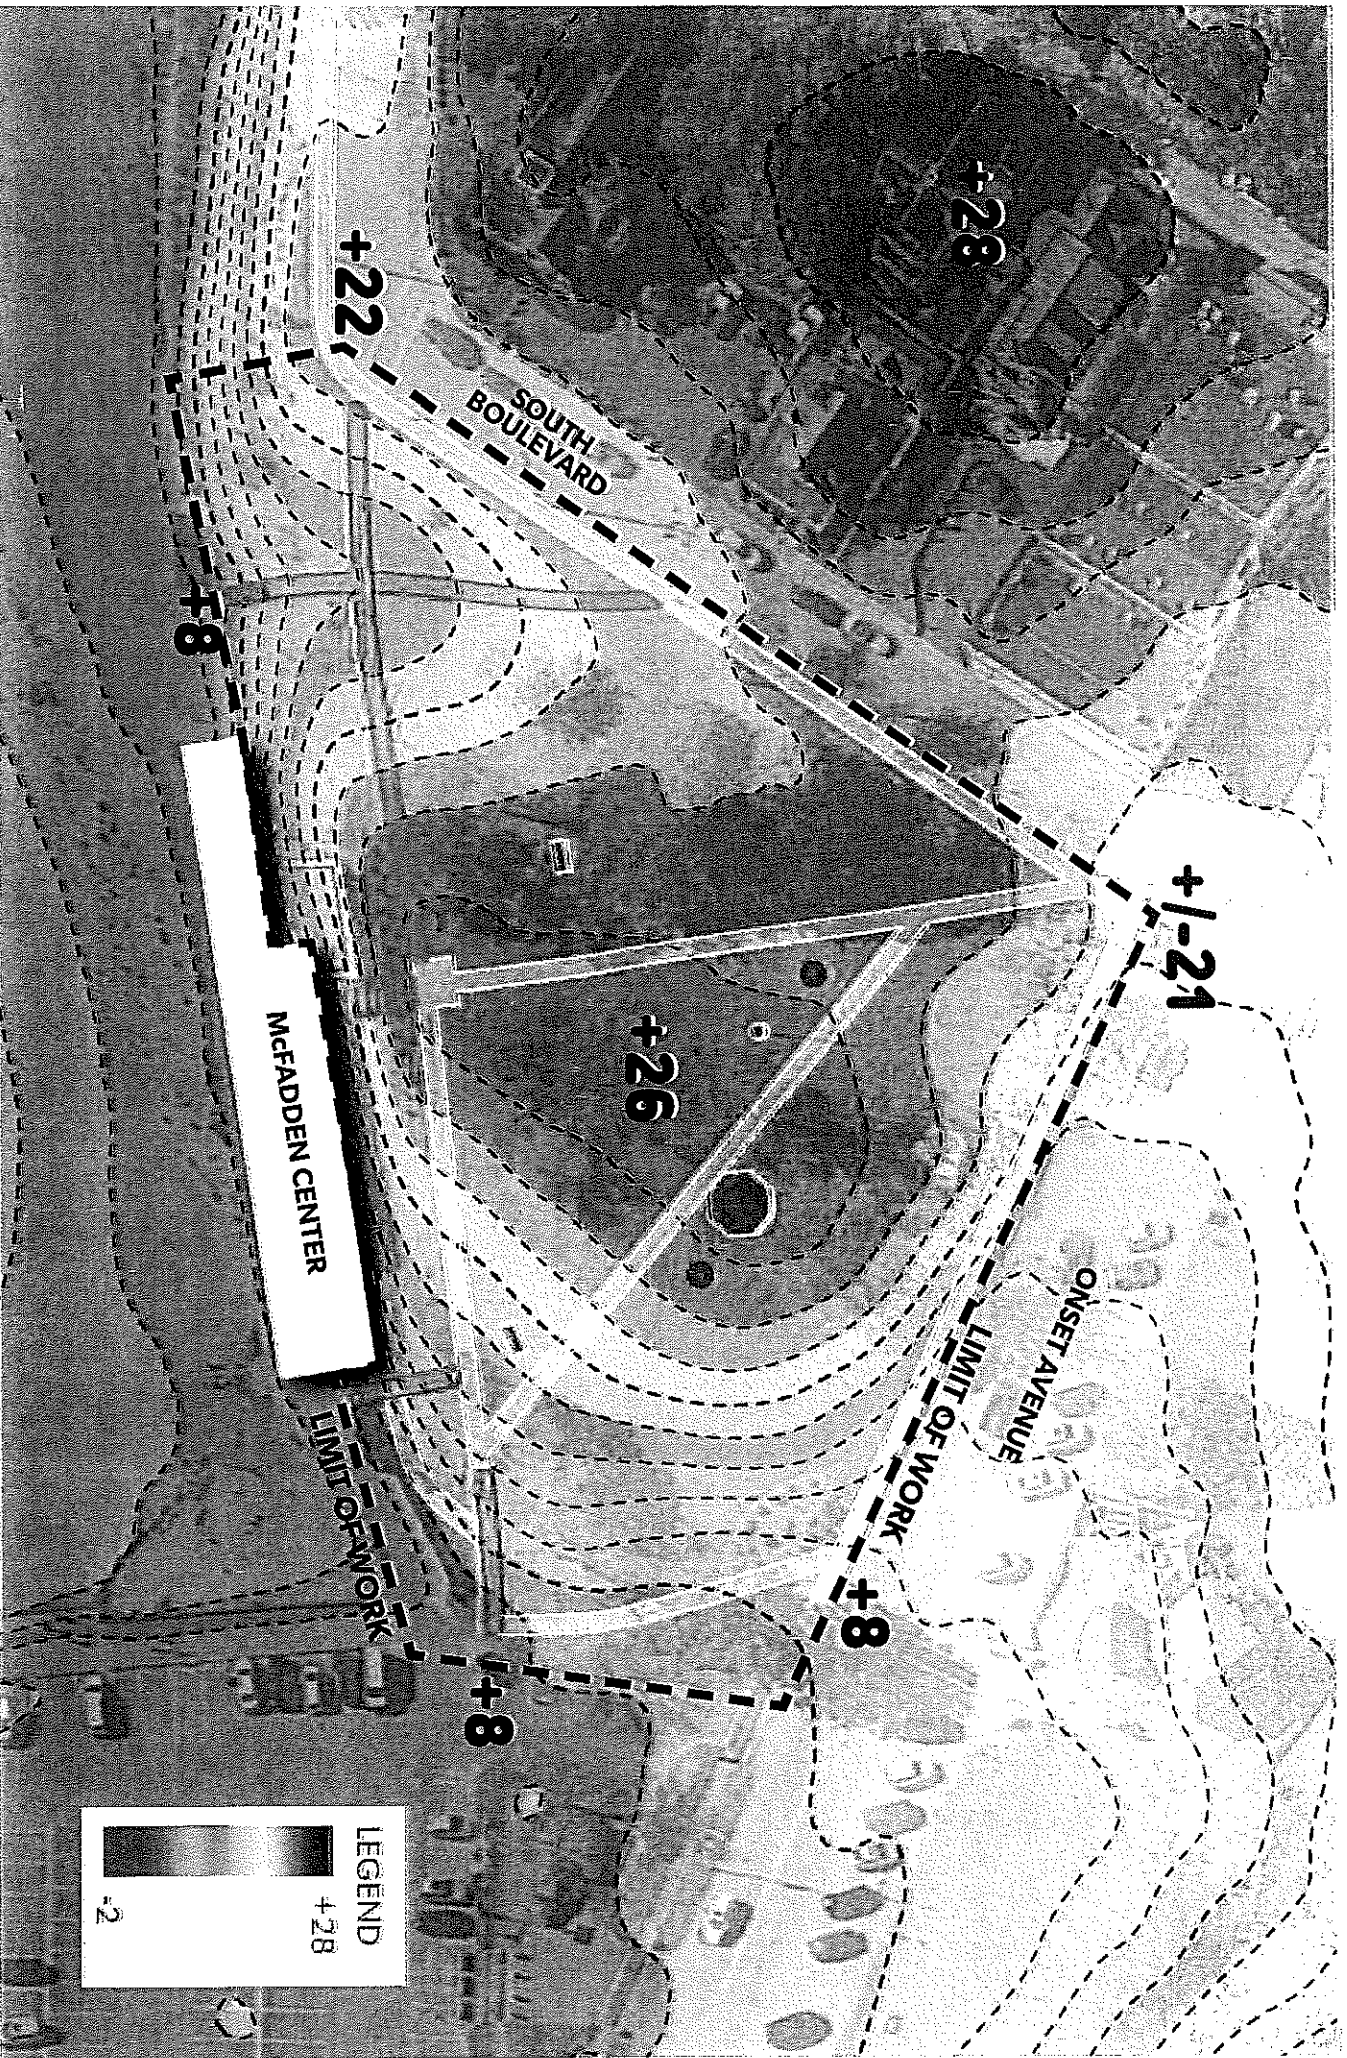 +28
+22
SOUTH
BOULEVARD
+8
+/-21
+26
McFADDEN CENTER
ONSET AVENUE
LIMIT OF WORK
LIMIT OF WORK
+8
+8
LEGEND
+28
-2